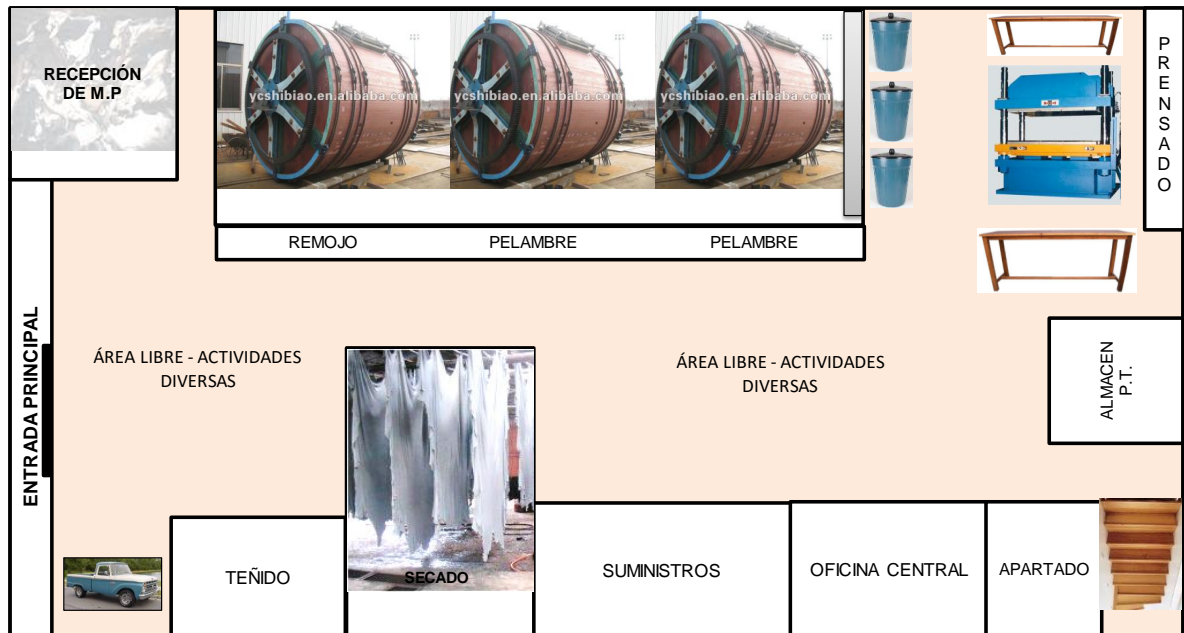 RECEPCIÓN
DE M.P
ycshibiao.en.alibaba.com
ycshibiao.en.alibaba.com
ycshibiao.en.alibaba.com
PRENSADO
REMOJO
PELAMBRE
PELAMBRE
ENTRADA PRINCIPAL
ÁREA LIBRE - ACTIVIDADES
DIVERSAS
ÁREA LIBRE - ACTIVIDADES
DIVERSAS
ALMACEN
P.T.
TEÑIDO
SECADO
SUMINISTROS
OFICINA CENTRAL
APARTADO